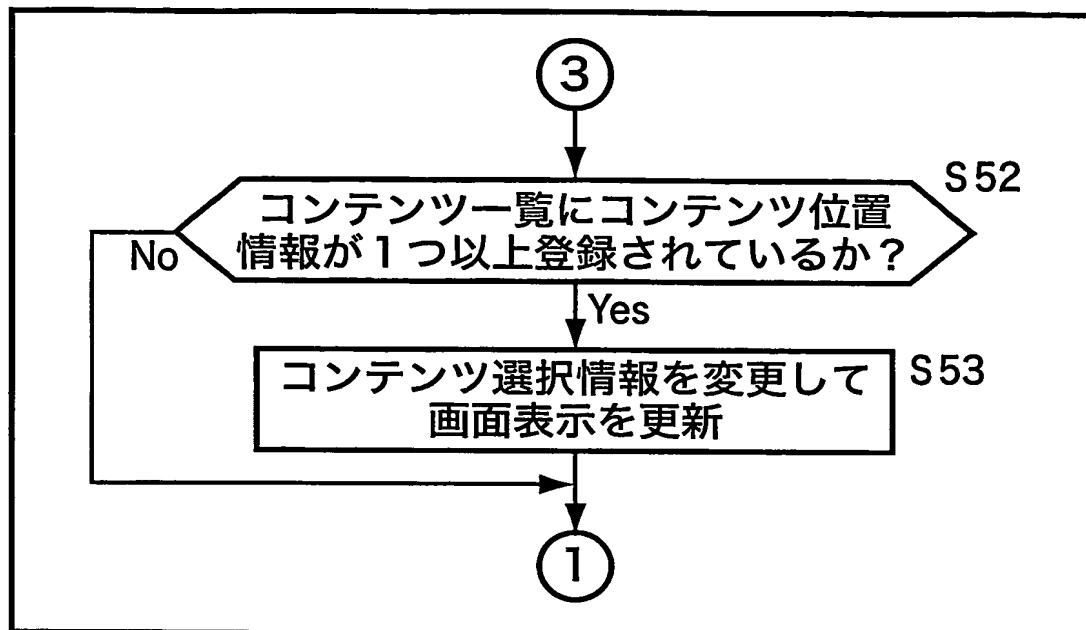 3
S52
コンテンツ一覧にコンテンツ位置
情報が１つ以上登録されているか？
No
Yes
コンテンツ選択情報を変更して
画面表示を更新
S53
1